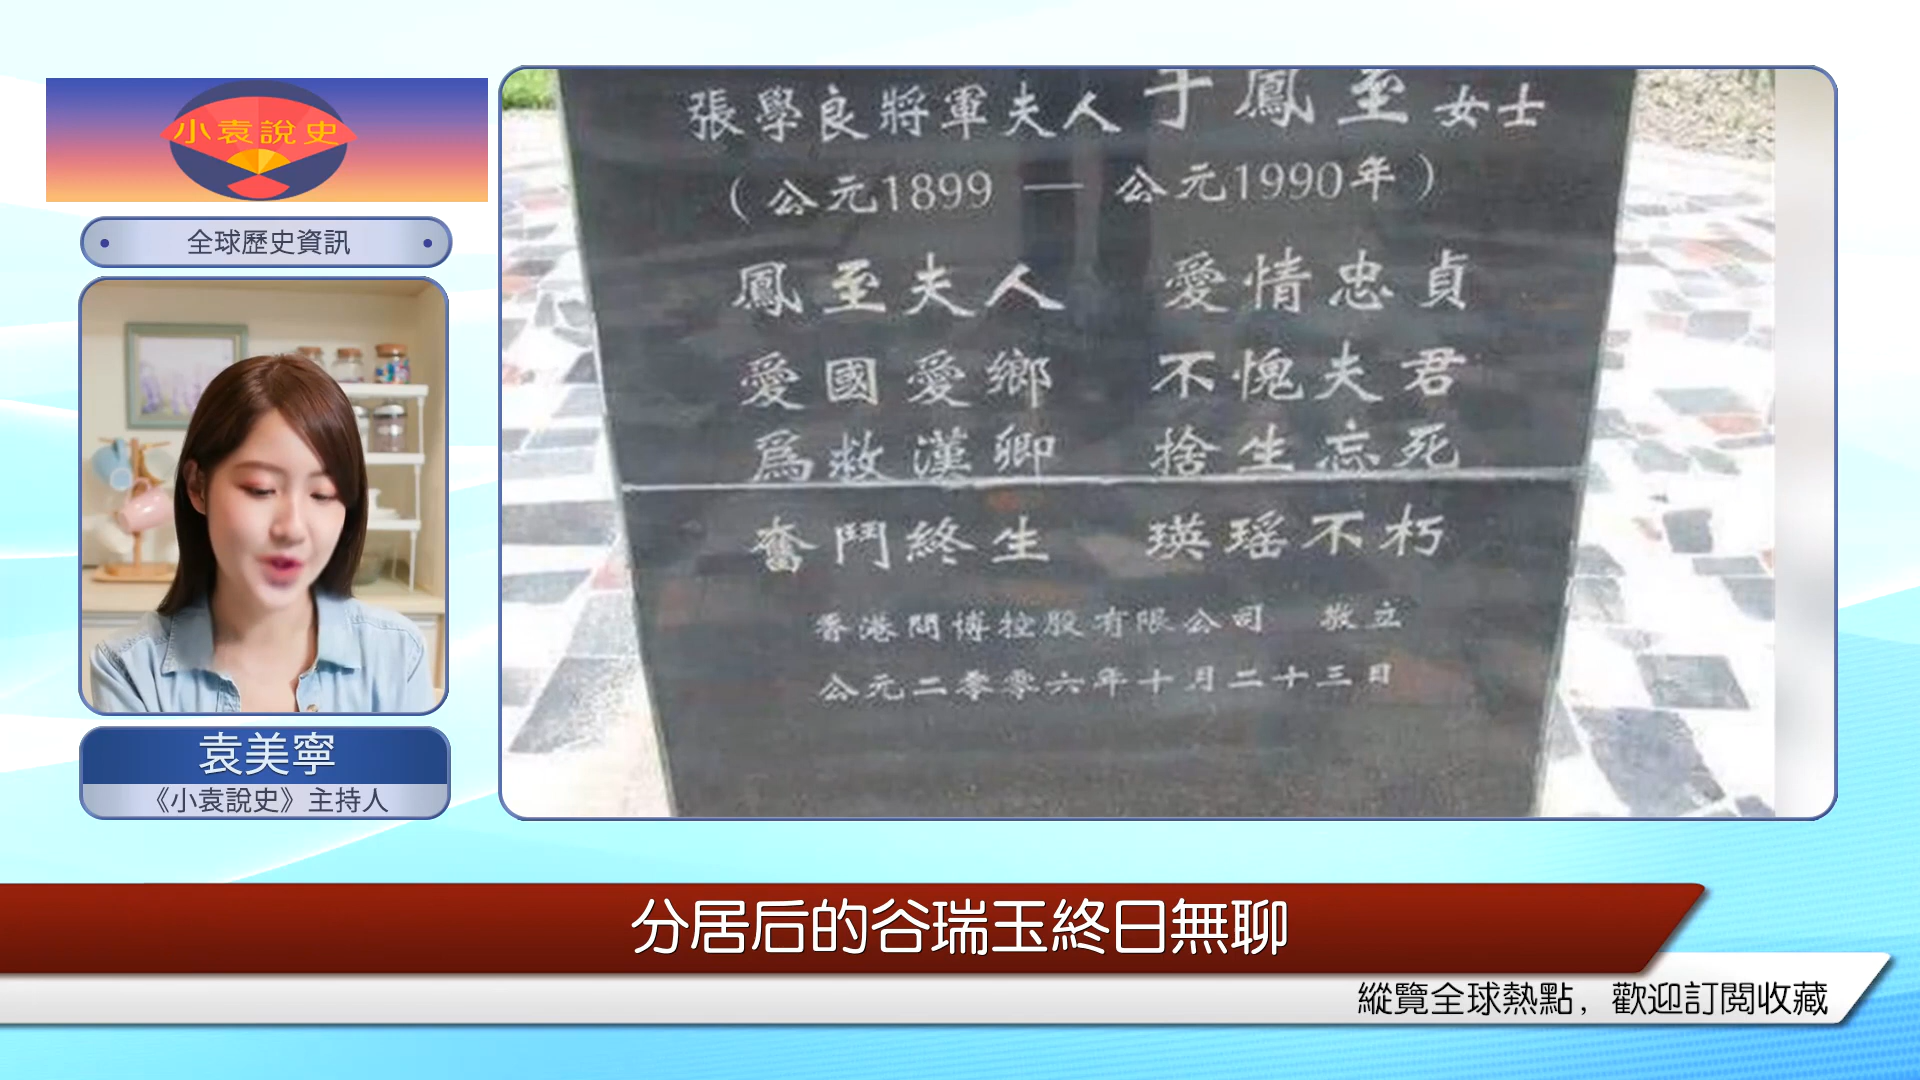 小袁說史
全球歷史資訊
袁美寧
《小袁說史》主持人
張學良將軍夫人于鳳至女士
（公元1899 — 公元1990年）
鳳至夫人 愛情忠貞
愛國愛鄉 不愧夫君
爲救漢卿 捨生忘死
奮鬥終生 瑛瑶不朽
香港間博控股有限公司 敬立
公元二零零六年十月二十三日
分居后的谷瑞玉終日無聊
縱覽全球熱點，歡迎訂閱收藏